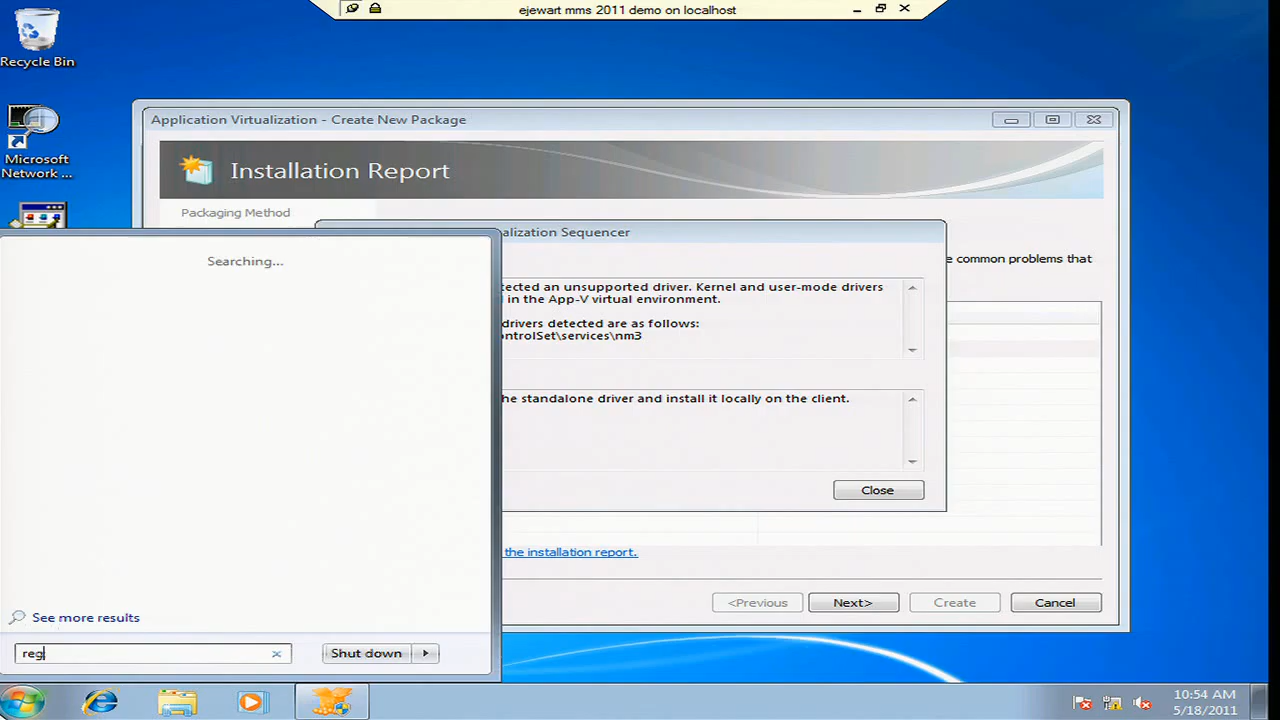 ejewart mms 2011 demo on localhost
Recycle Bin
Microsoft
Network ...
Application Virtualization - Create New Package
Installation Report
Packaging Method
alization Sequencer
Searching...
e common problems that
tected an unsupported driver. Kernel and user-mode drivers
in the App-V virtual environment.
drivers detected are as follows:
ontrolSet\services\nm3
he standalone driver and install it locally on the client.
Close
the installation report.
<Previous
Next>
Create
Cancel
See more results
reg
Shut down
10:54 AM
5/18/2011